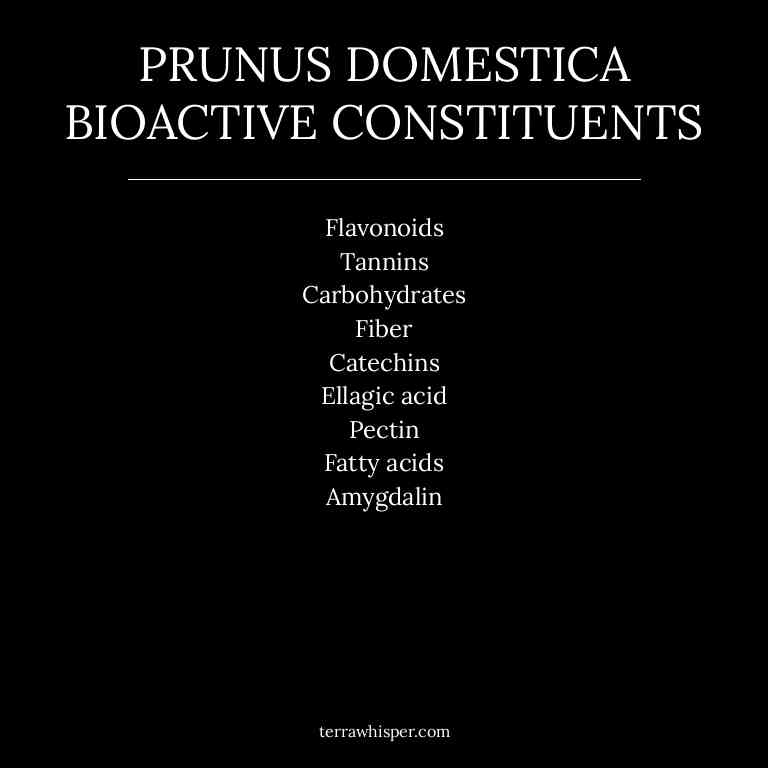 PRUNUS DOMESTICA
BIOACTIVE CONSTITUENTS
Flavonoids
Tannins
Carbohydrates
Fiber
Catechins
Ellagic acid
Pectin
Fatty acids
Amygdalin
terrawhisper.com